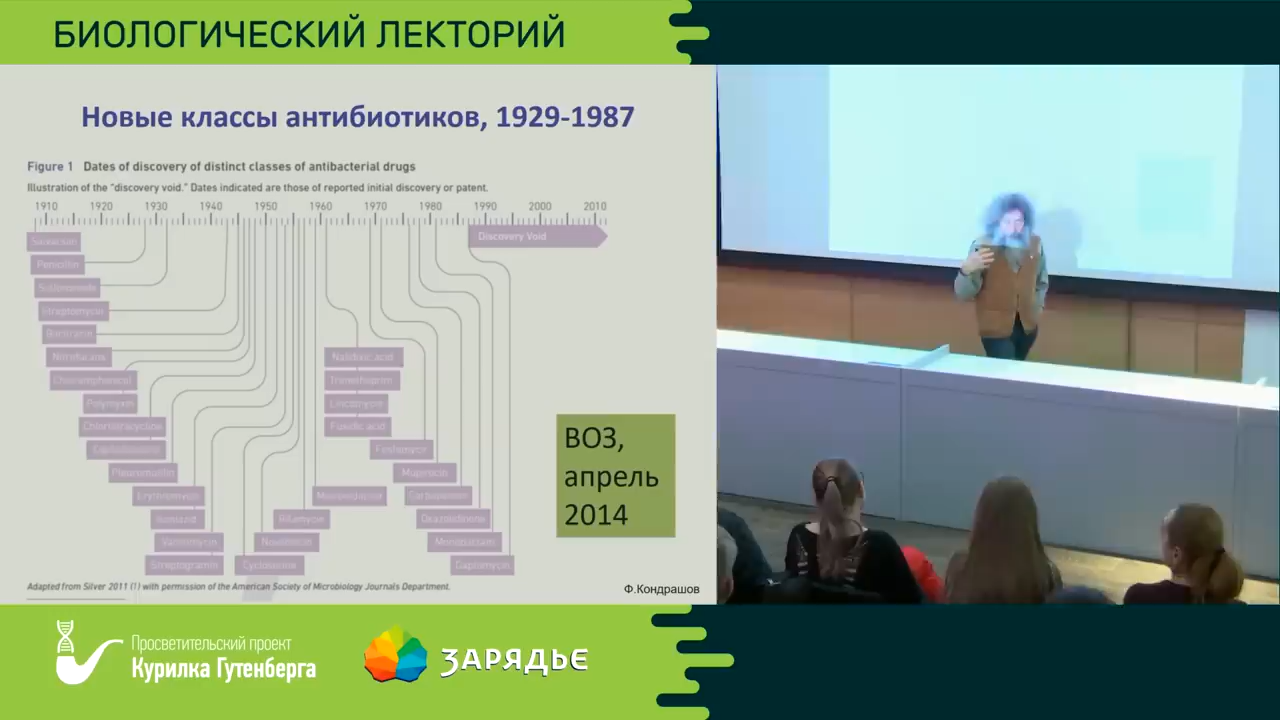 БИОЛОГИЧЕСКИЙ ЛЕКТОРИЙ
Новые классы антибиотиков, 1929-1987
Figure 1 Dates of discovery of distinct classes of antibacterial drugs
Illustration of the "discovery void." Dates indicated are those of reported initial discovery or patent.
1910 1920 1930 1940 1950 1960 1970 1980 1990 2000 2010
Discovery Void
Salvarsan
Penicillin
Sulfonamide
Streptomycin
Bacitracin
Nitrofurans
Nalidixic acid
Chloramphenicol
Trimethoprim
Polymyxin
Lincomycin
Chlortetracycline
Fusidic acid
Fosfomycin
Pleuromutilin
Mupirocin
Erythromycin
Metronidazole
Carbapenem
Isoniazid
Rifamycin
Oxazolidinone
Vancomycin
Novobiocin
Monobactam
Streptogramin
Cycloserine
Daptomycin
ВОЗ,
апрель
2014
Adapted from Silver 2011 (1) with permission of the American Society of Microbiology Journals Department.
Ф.Кондрашов
Просветительский проект
Курилка Гутенберга
ЗАРЯДЬЕ